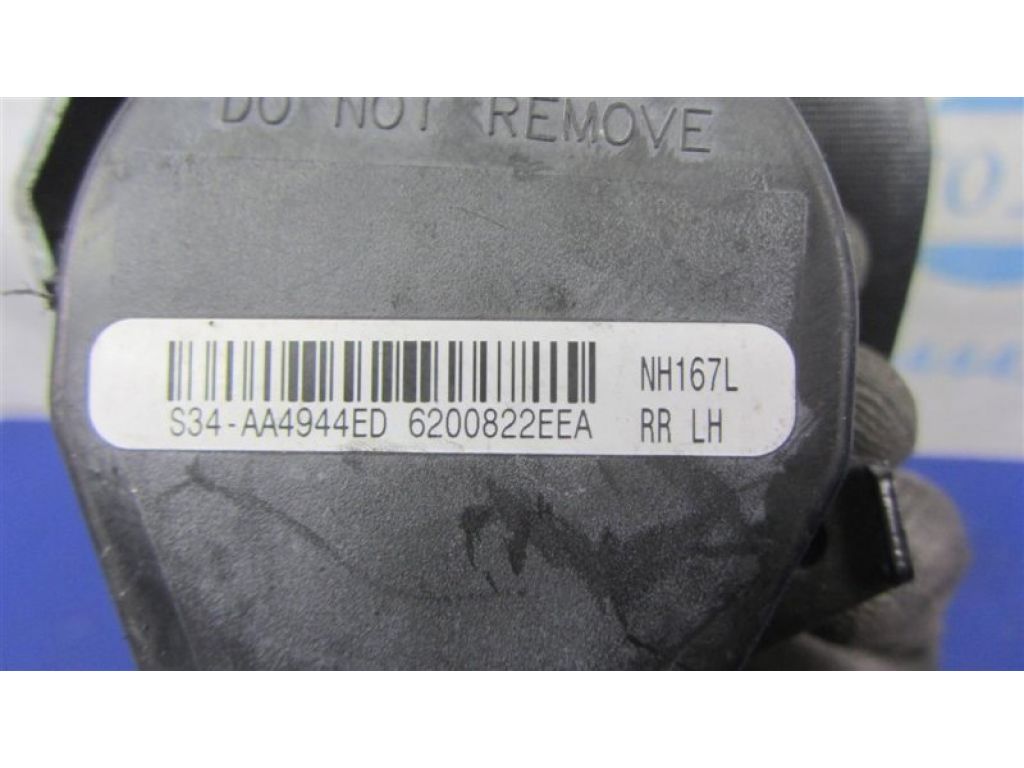 DO NOT REMOVE
NH167L
S34-AA4944ED 6200822EEA RR LH